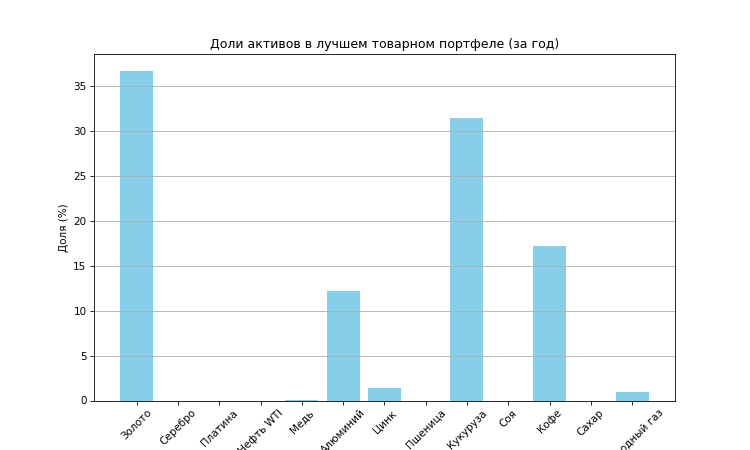 Доли активов в лучшем товарном портфеле (за год)
Доля (%)
35
30
25
20
15
10
5
0
Золото
Серебро
Платина
Нефть WTI
Медь
Алюминий
Цинк
Пшеница
Кукуруза
Соя
Кофе
Сахар
одный газ